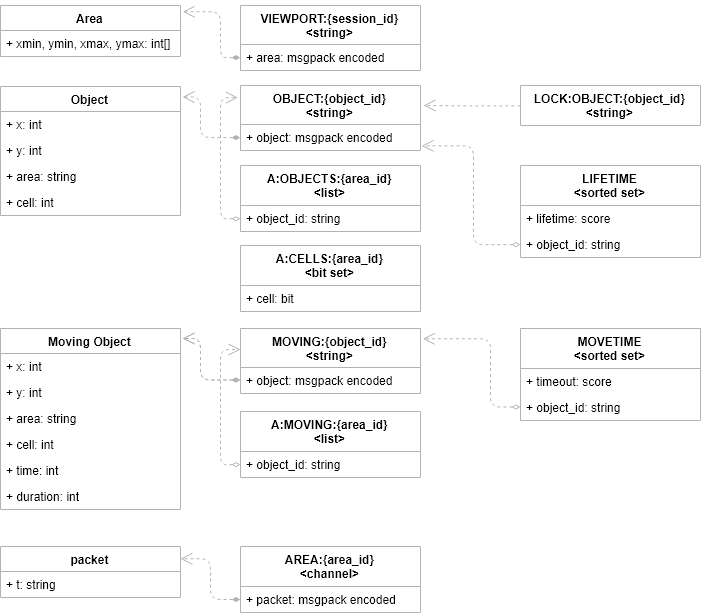 Area
+ xmin, ymin, xmax, ymax: int[]
VIEWPORT:{session_id}
<string>
+ area: msgpack encoded
Object
+ x: int
+ y: int
+ area: string
+ cell: int
OBJECT:{object_id}
<string>
+ object: msgpack encoded
LOCK:OBJECT:{object_id}
<string>
A:OBJECTS:{area_id}
<list>
+ object_id: string
LIFETIME
<sorted set>
+ lifetime: score
+ object_id: string
A:CELLS:{area_id}
<bit set>
+ cell: bit
Moving Object
+ x: int
+ y: int
+ area: string
+ cell: int
+ time: int
+ duration: int
MOVING:{object_id}
<string>
+ object: msgpack encoded
MOVETIME
<sorted set>
+ timeout: score
+ object_id: string
A:MOVING:{area_id}
<list>
+ object_id: string
packet
+ t: string
AREA:{area_id}
<channel>
+ packet: msgpack encoded